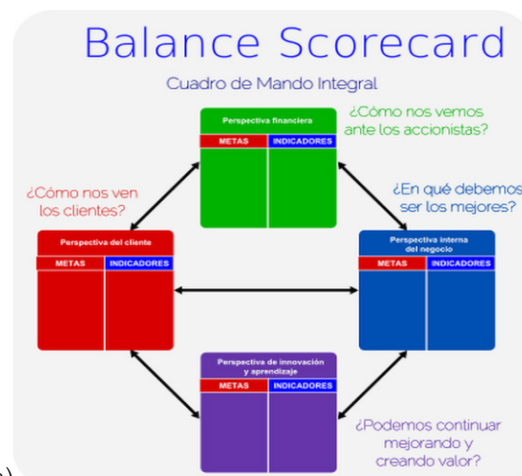 Balance Scorecard
Cuadro de Mando Integral
Perspectiva financiera
METAS
INDICADORES
¿Cómo nos vemos
ante los accionistas?
¿Cómo nos ven
los clientes?
¿En qué debemos
ser los mejores?
Perspectiva del cliente
METAS
INDICADORES
Perspectiva interna
del negocio
METAS
INDICADORES
Perspectiva de innovación
y aprendizaje
METAS
INDICADORES
¿Podemos continuar
mejorando y
creando valor?